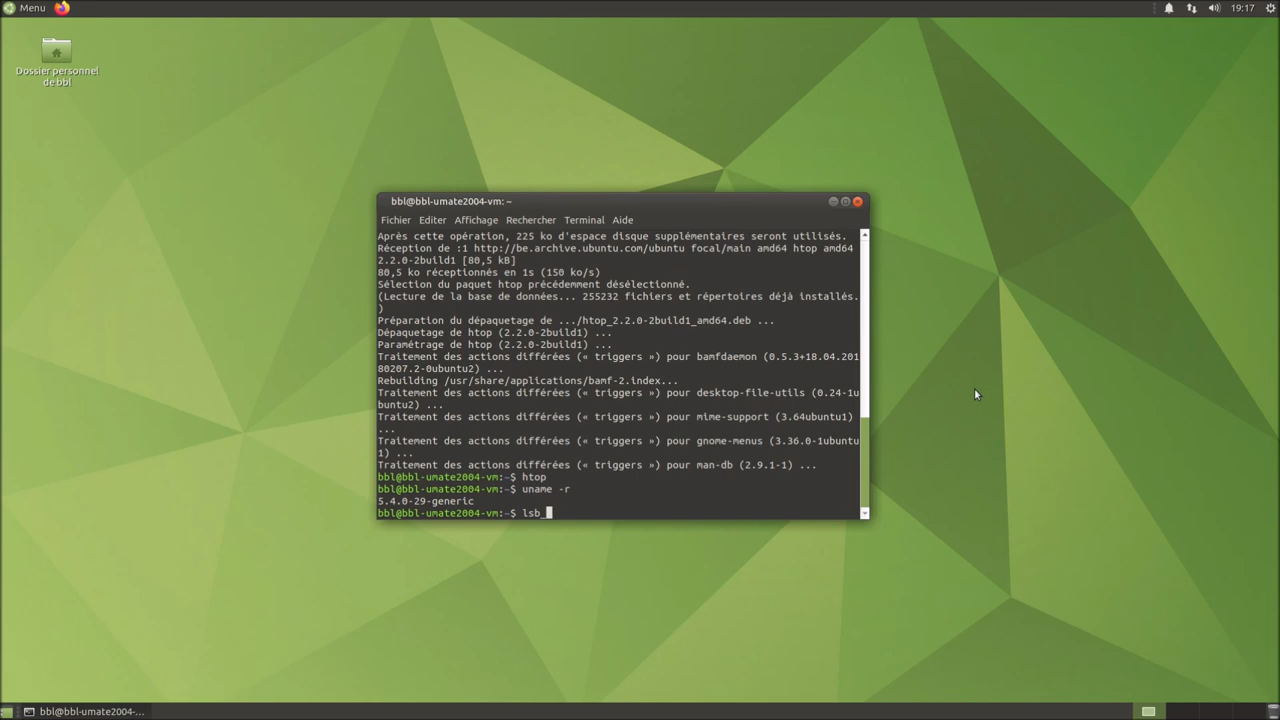 Menu
19:17
Dossier personnel
de bbl
bbl@bbl-umate2004-vm: ~
Fichier Editer Affichage Rechercher Terminal Aide
Après cette opération, 225 ko d'espace disque supplémentaires seront utilisés.
Réception de :1 http://be.archive.ubuntu.com/ubuntu focal/main amd64 htop amd64
2.2.0-2build1 [80,5 kB]
80,5 ko réceptionnés en 1s (150 ko/s)
Sélection du paquet htop précédemment désélectionné.
(Lecture de la base de données... 255232 fichiers et répertoires déjà installés.
)
Préparation du dépaquetage de .../htop_2.2.0-2build1_amd64.deb ...
Dépaquetage de htop (2.2.0-2build1) ...
Paramétrage de htop (2.2.0-2build1) ...
Traitement des actions différées (« triggers ») pour bamfdaemon (0.5.3+18.04.201
80207.2-0ubuntu2) ...
Rebuilding /usr/share/applications/bamf-2.index...
Traitement des actions différées (« triggers ») pour desktop-file-utils (0.24-1u
buntu2) ...
Traitement des actions différées (« triggers ») pour mime-support (3.64ubuntu1)
...
Traitement des actions différées (« triggers ») pour gnome-menus (3.36.0-1ubuntu
1) ...
Traitement des actions différées (« triggers ») pour man-db (2.9.1-1) ...
bbl@bbl-umate2004-vm:~$ htop
bbl@bbl-umate2004-vm:~$ uname -r
5.4.0-29-generic
bbl@bbl-umate2004-vm:~$ lsb_
bbl@bbl-umate2004-...